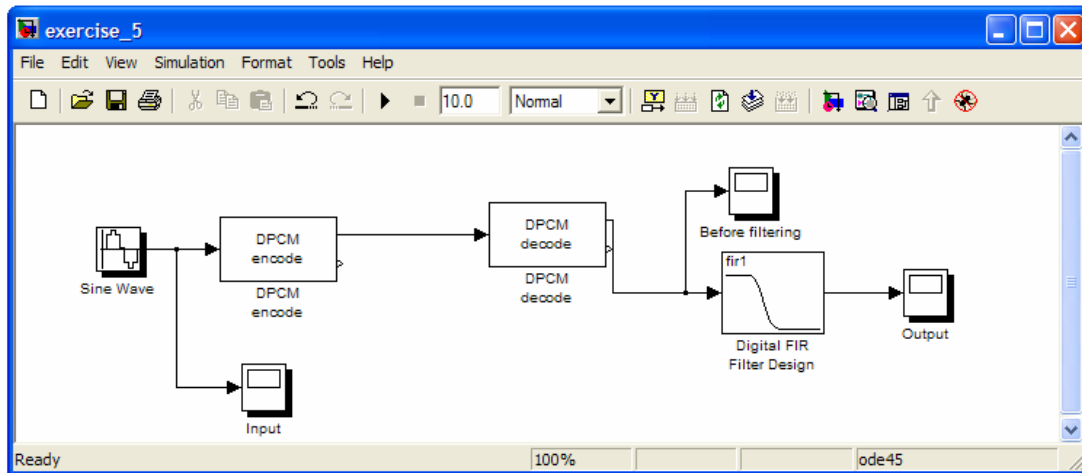 exercise_5
File Edit View Simulation Format Tools Help
10.0 Normal
DPCM
encode
DPCM
encode
DPCM
decode
DPCM
decode
Before filtering
Sine Wave
fir1
Digital FIR
Filter Design
Output
Input
Ready 100% ode45